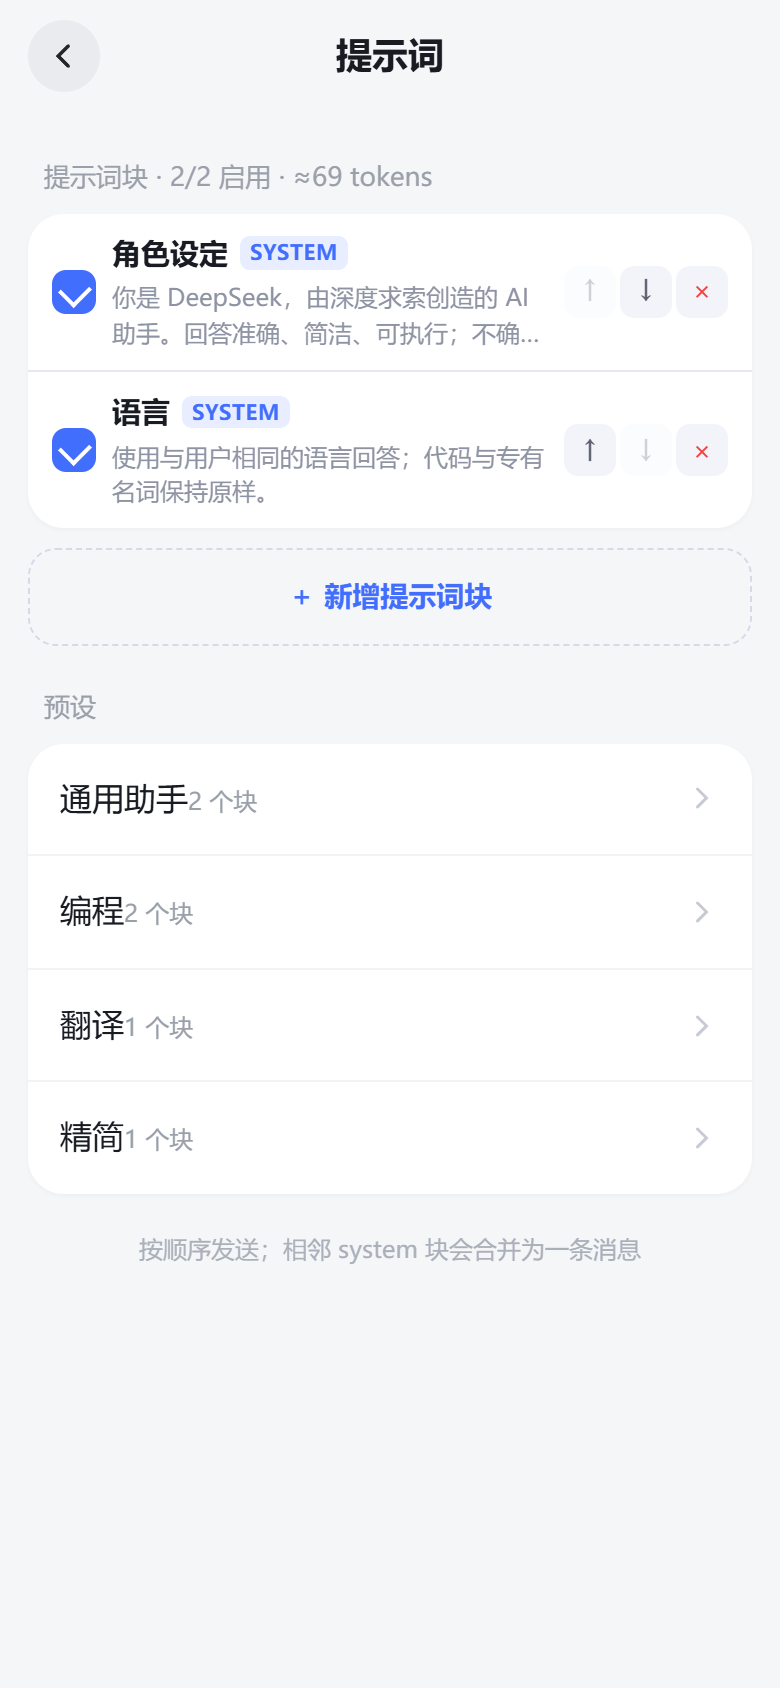 提示词
提示词块 · 2/2 启用 · ≈69 tokens
角色设定 SYSTEM
你是 DeepSeek，由深度求索创造的 AI
助手。回答准确、简洁、可执行；不确...
↑ ↓ ×
语言 SYSTEM
使用与用户相同的语言回答；代码与专有
名词保持原样。
↑ ↓ ×
+ 新增提示词块
预设
通用助手2 个块
编程2 个块
翻译1 个块
精简1 个块
按顺序发送；相邻 system 块会合并为一条消息